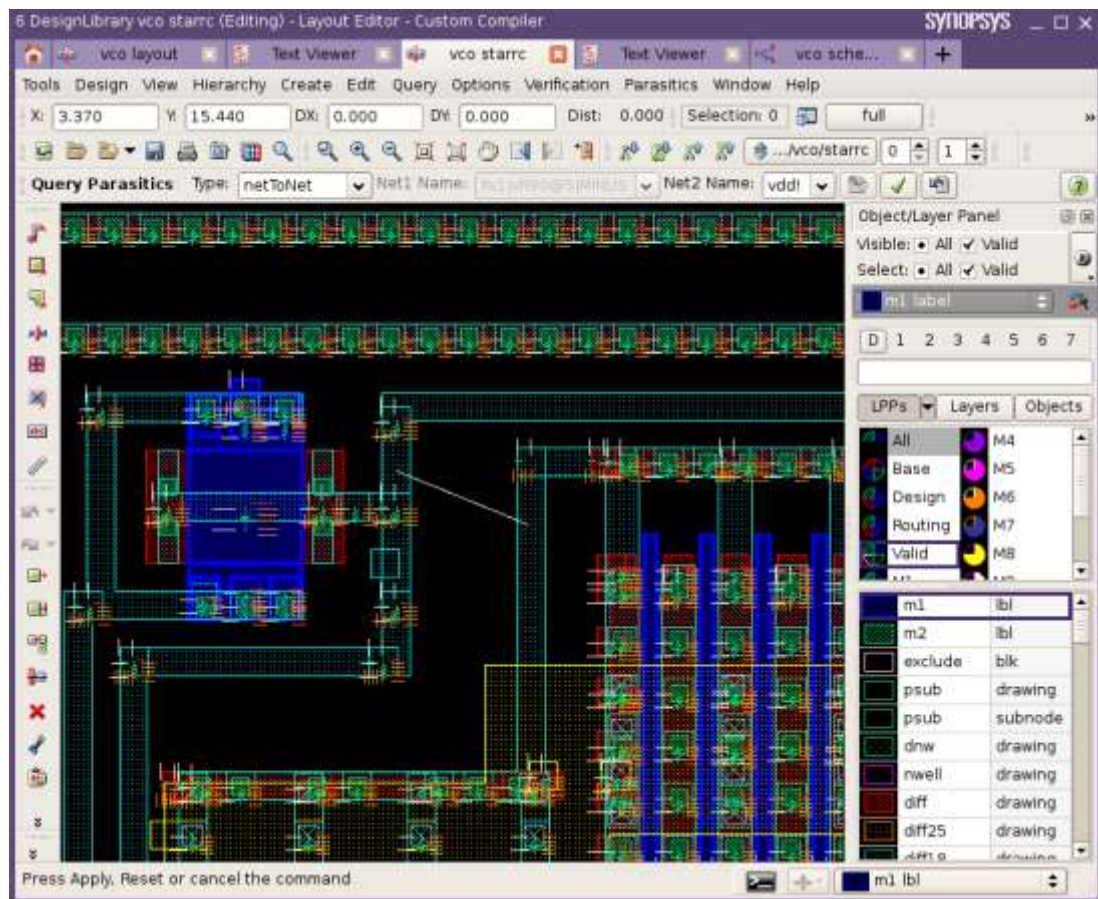 6 DesignLibrary vco starrc (Editing) - Layout Editor - Custom Compiler
SYNOPSYS
vco layout Text Viewer vco starrc Text Viewer vco sche...
Tools Design View Hierarchy Create Edit Query Options Verification Parasitics Window Help
X: 3.370 Y: 15.440 DX: 0.000 DY: 0.000 Dist: 0.000 Selection: 0 full
.../vco/starrc 0 1
Query Parasitics Type: netToNet Net1 Name: Net2 Name: vdd!
Object/Layer Panel
Visible: All Valid
Select: All Valid
m1 label
D 1 2 3 4 5 6 7
LPPs Layers Objects
All M4
Base M5
Design M6
Routing M7
Valid M8
m1 lbl
m2 lbl
exclude blk
psub drawing
psub subnode
dnw drawing
nwell drawing
diff drawing
diff25 drawing
diff18 drawing
Press Apply, Reset or cancel the command
m1 lbl